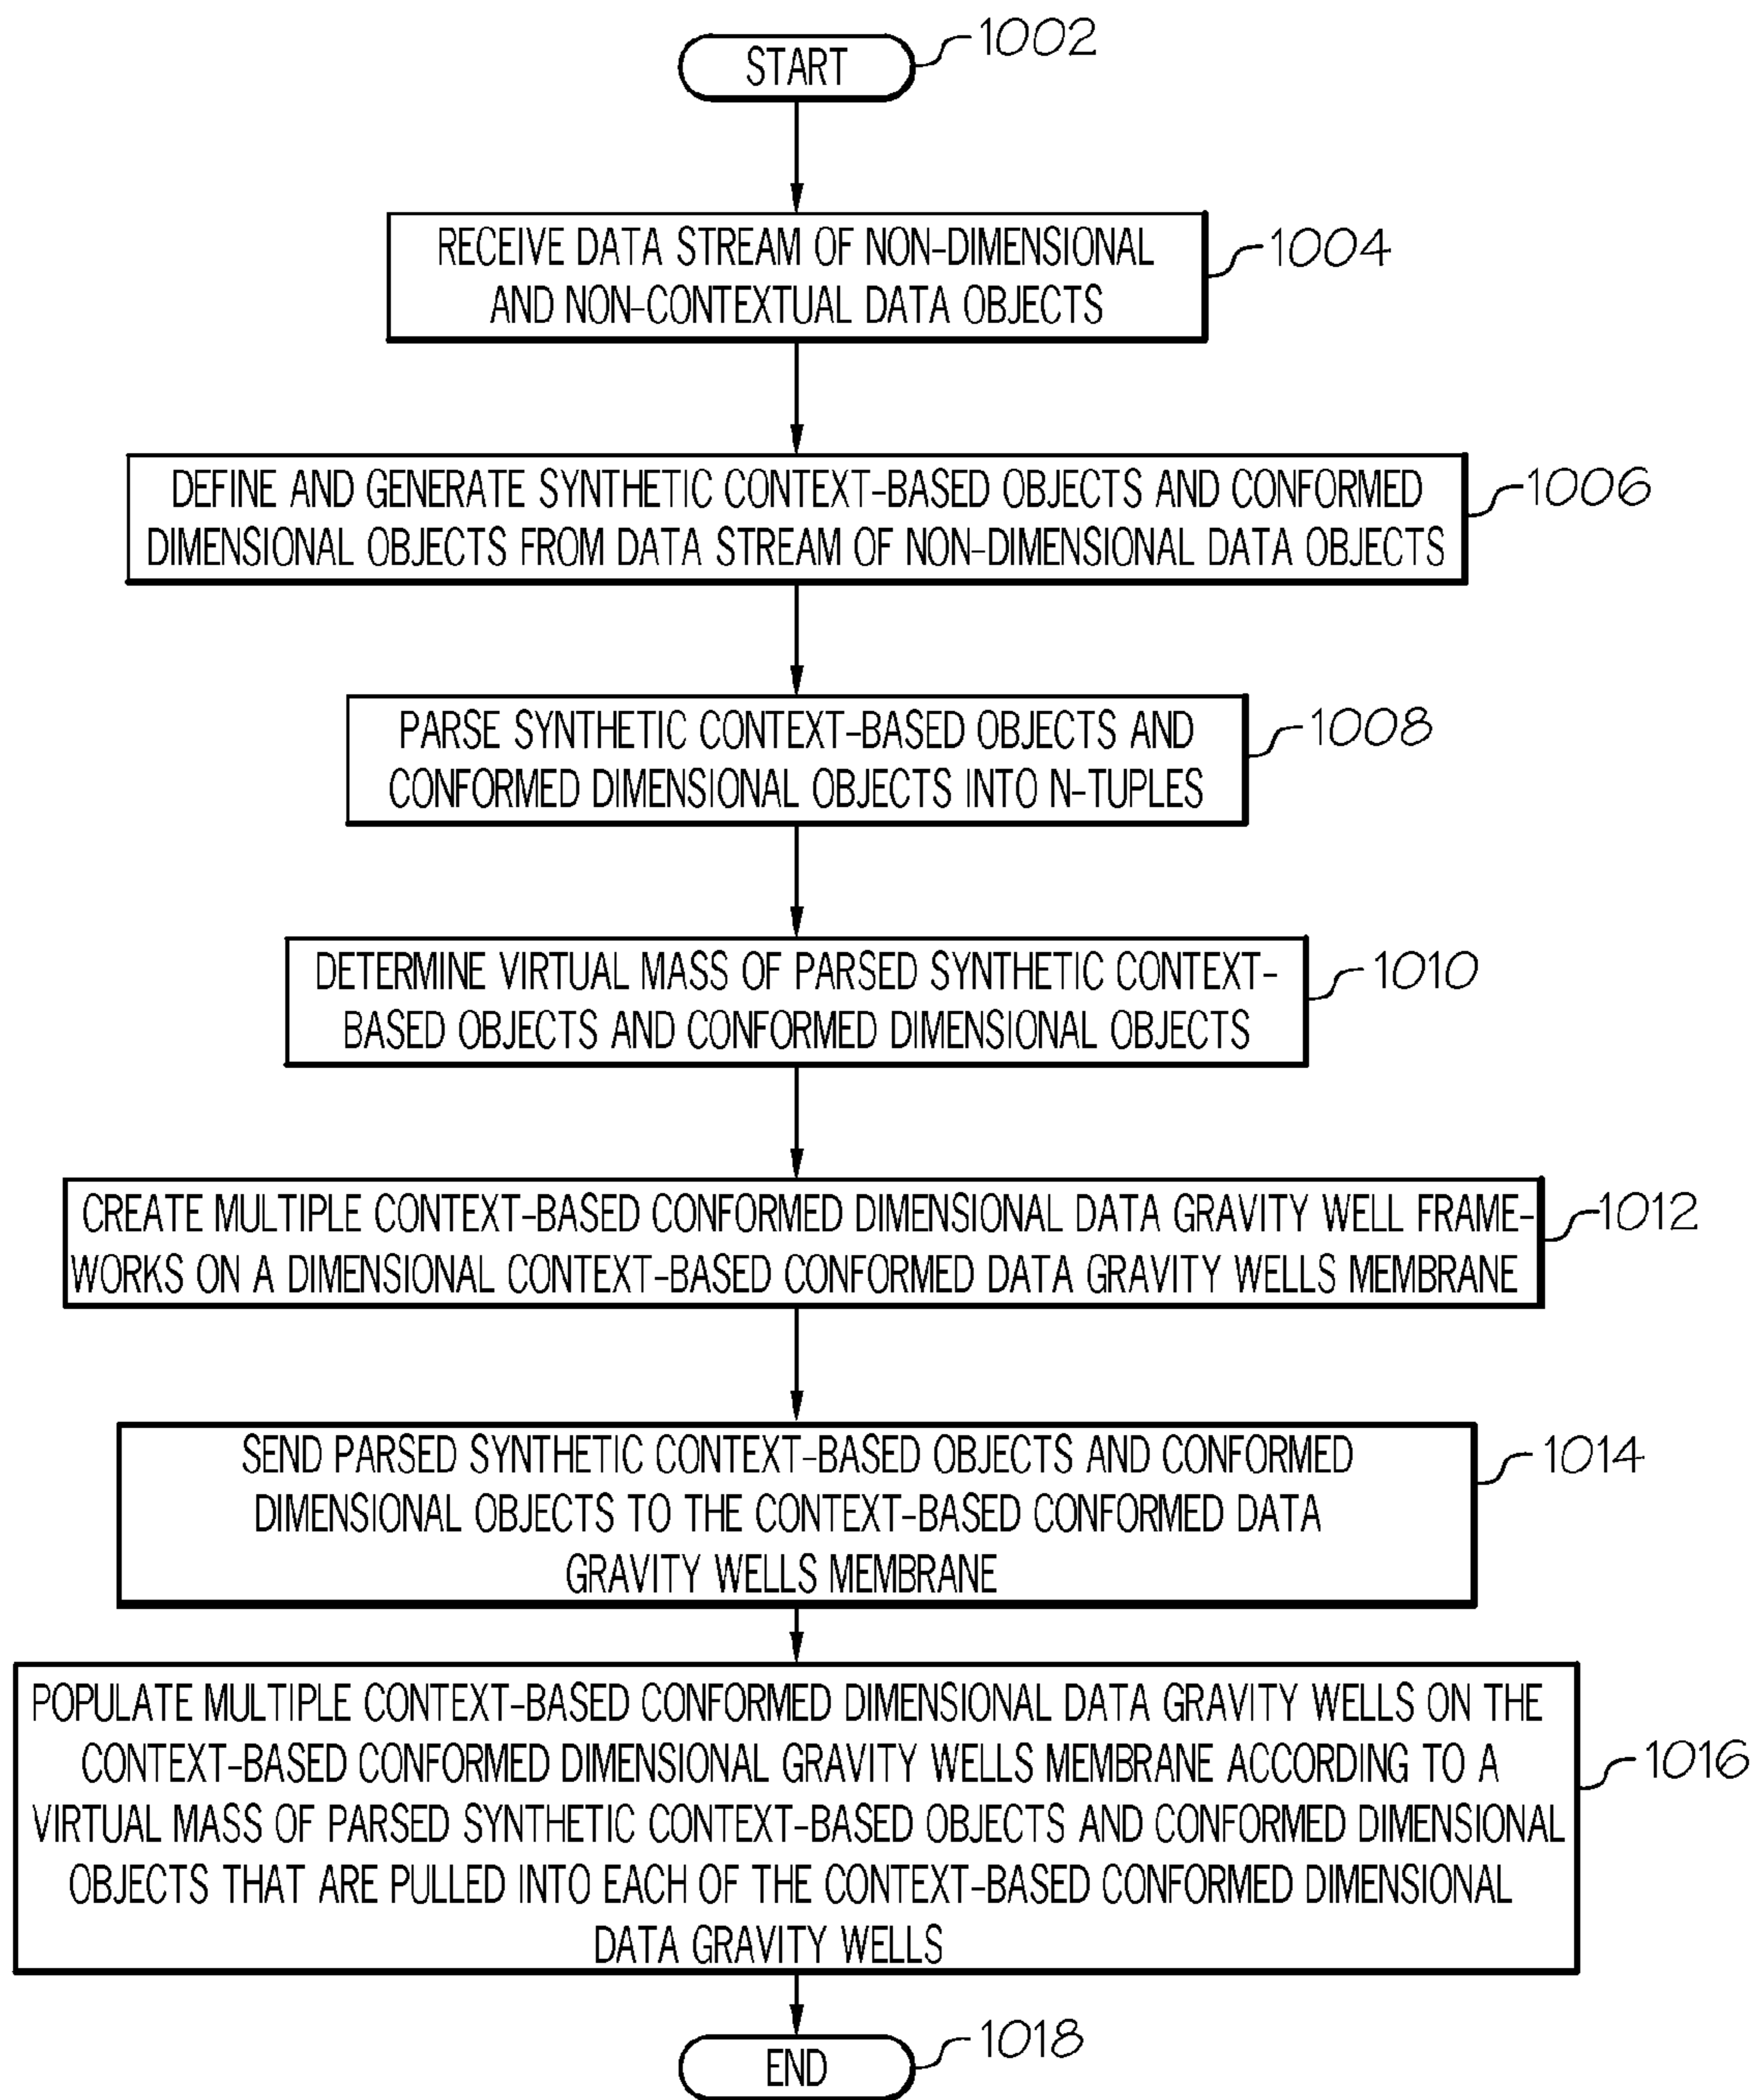 START
1002
RECEIVE DATA STREAM OF NON-DIMENSIONAL
AND NON-CONTEXTUAL DATA OBJECTS
1004
DEFINE AND GENERATE SYNTHETIC CONTEXT-BASED OBJECTS AND CONFORMED
DIMENSIONAL OBJECTS FROM DATA STREAM OF NON-DIMENSIONAL DATA OBJECTS
1006
PARSE SYNTHETIC CONTEXT-BASED OBJECTS AND
CONFORMED DIMENSIONAL OBJECTS INTO N-TUPLES
1008
DETERMINE VIRTUAL MASS OF PARSED SYNTHETIC CONTEXT-
BASED OBJECTS AND CONFORMED DIMENSIONAL OBJECTS
1010
CREATE MULTIPLE CONTEXT-BASED CONFORMED DIMENSIONAL DATA GRAVITY WELL FRAME-
WORKS ON A DIMENSIONAL CONTEXT-BASED CONFORMED DATA GRAVITY WELLS MEMBRANE
1012
SEND PARSED SYNTHETIC CONTEXT-BASED OBJECTS AND CONFORMED
DIMENSIONAL OBJECTS TO THE CONTEXT-BASED CONFORMED DATA
GRAVITY WELLS MEMBRANE
1014
POPULATE MULTIPLE CONTEXT-BASED CONFORMED DIMENSIONAL DATA GRAVITY WELLS ON THE
CONTEXT-BASED CONFORMED DIMENSIONAL GRAVITY WELLS MEMBRANE ACCORDING TO A
VIRTUAL MASS OF PARSED SYNTHETIC CONTEXT-BASED OBJECTS AND CONFORMED DIMENSIONAL
OBJECTS THAT ARE PULLED INTO EACH OF THE CONTEXT-BASED CONFORMED DIMENSIONAL
DATA GRAVITY WELLS
1016
END
1018